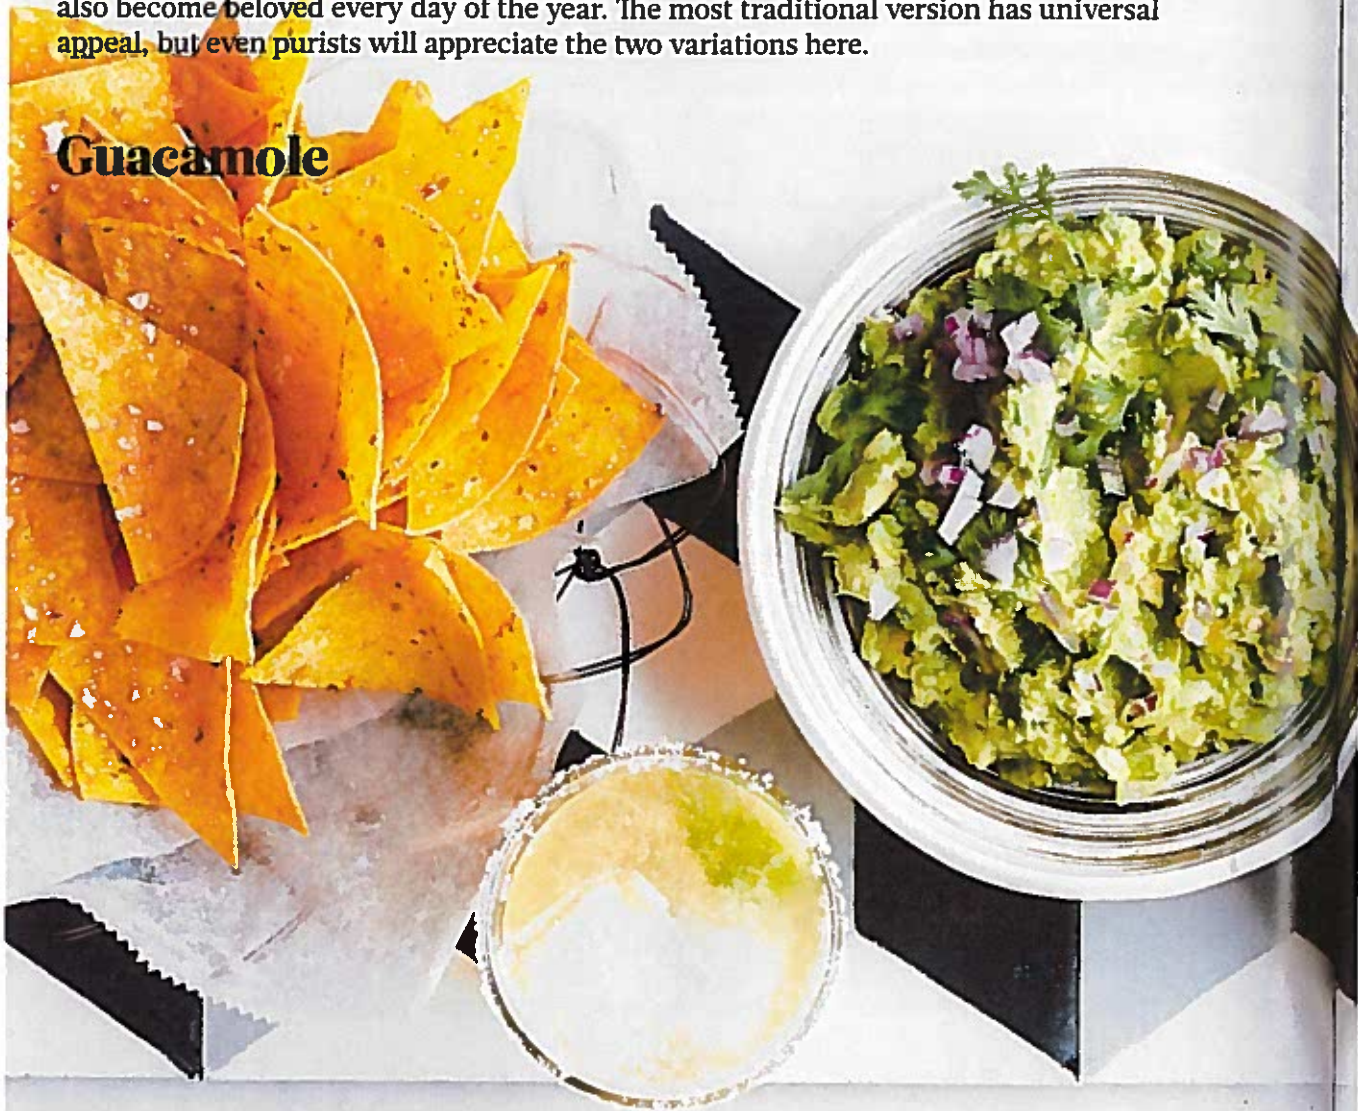 also become beloved every day of the year. The most traditional version has universal
appeal, but even purists will appreciate the two variations here.
Guacamole